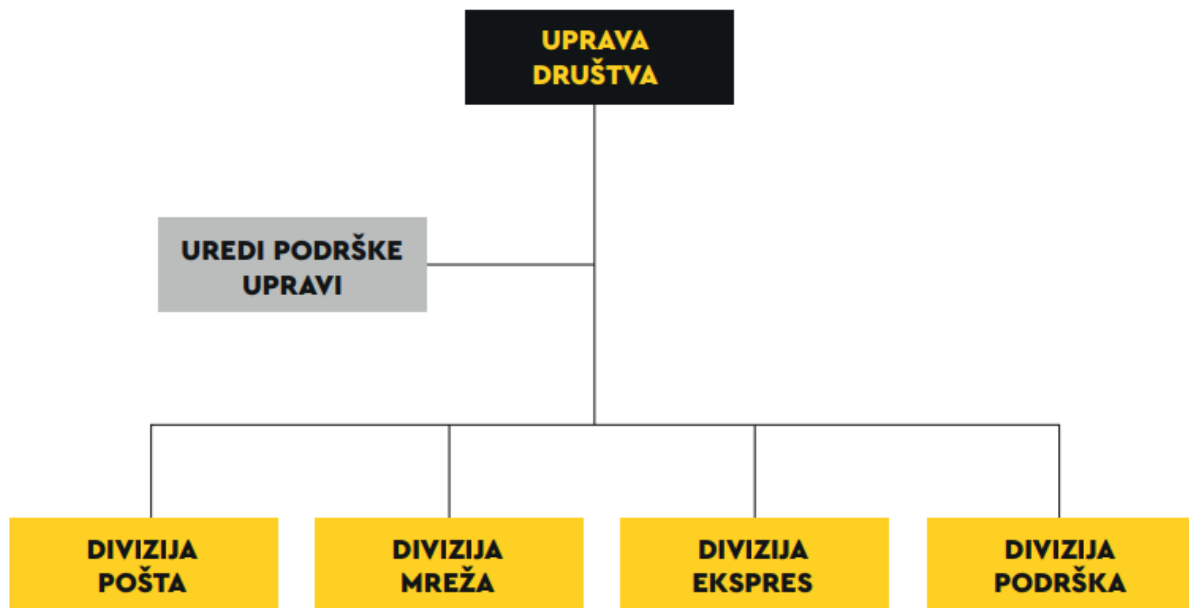 UPRAVA
DRUŠTVA
UREDI PODRŠKE
UPRAVI
DIVIZIJA
POŠTA
DIVIZIJA
MREŽA
DIVIZIJA
EKSPRES
DIVIZIJA
PODRŠKA